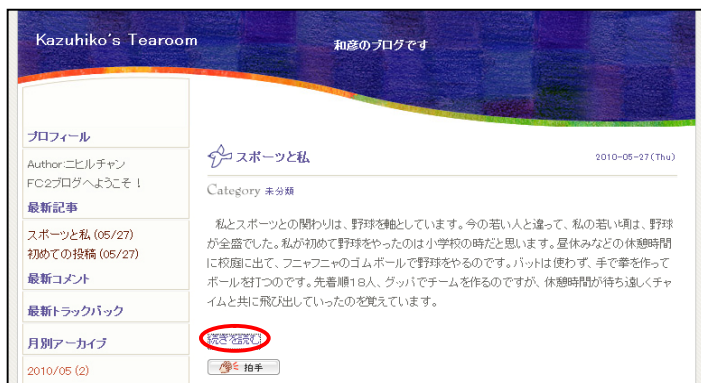 Kazuhiko's Tearoom
和彦のブログです
プロフィール
Author:ニヒルチャン
FC2ブログへようこそ！
最新記事
スポーツと私 (05/27)
初めての投稿 (05/27)
最新コメント
最新トラックバック
月別アーカイブ
2010/05 (2)
スポーツと私
2010-05-27(Thu)
Category 未分類
私とスポーツとの関わりは、野球を軸としています。今の若い人と違って、私の若い頃は、野球
が全盛でした。私が初めて野球をやったのは小学校の時だと思います。昼休みなどの休憩時間
に校庭に出て、フニャフニャのゴムボールで野球をやるのです。バットは使わず、手で拳を作って
ボールを打つのです。先着順18人、グッパでチームを作るのですが、休憩時間が待ち遠しくチャ
イムと共に飛び出していったのを覚えています。
続きを読む
拍手